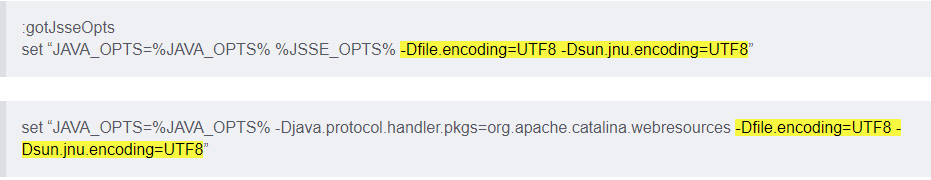 :gotJsseOpts
set “JAVA_OPTS=%JAVA_OPTS% %JSSE_OPTS% -Dfile.encoding=UTF8 -Dsun.jnu.encoding=UTF8”
set “JAVA_OPTS=%JAVA_OPTS% -Djava.protocol.handler.pkgs=org.apache.catalina.webresources -Dfile.encoding=UTF8 -
Dsun.jnu.encoding=UTF8”